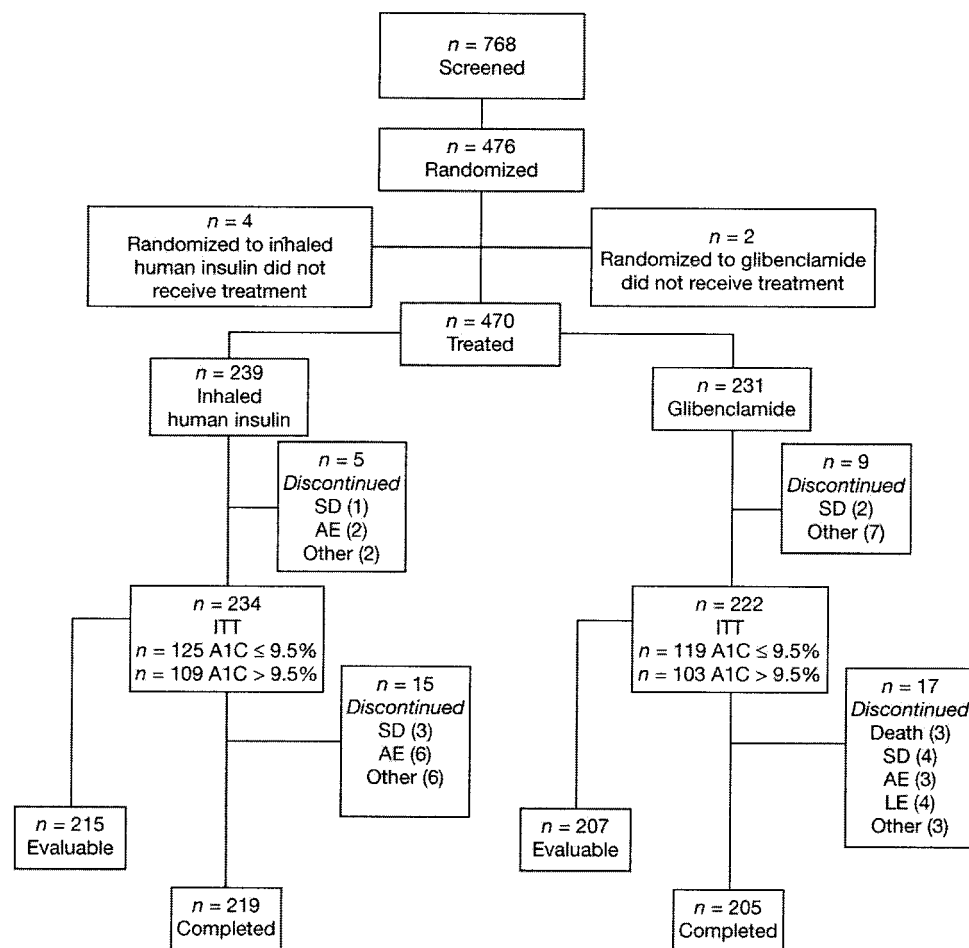 n = 768
Screened
n = 476
Randomized
n = 4
Randomized to inhaled
human insulin did not
receive treatment
n = 2
Randomized to glibenclamide
did not receive treatment
n = 470
Treated
n = 239
Inhaled
human insulin
n = 231
Glibenclamide
n = 5
Discontinued
SD (1)
AE (2)
Other (2)
n = 9
Discontinued
SD (2)
Other (7)
n = 234
ITT
n = 125 A1C ≤ 9.5%
n = 109 A1C > 9.5%
n = 222
ITT
n = 119 A1C ≤ 9.5%
n = 103 A1C > 9.5%
n = 15
Discontinued
SD (3)
AE (6)
Other (6)
n = 17
Discontinued
Death (3)
SD (4)
AE (3)
LE (4)
Other (3)
n = 215
Evaluable
n = 207
Evaluable
n = 219
Completed
n = 205
Completed